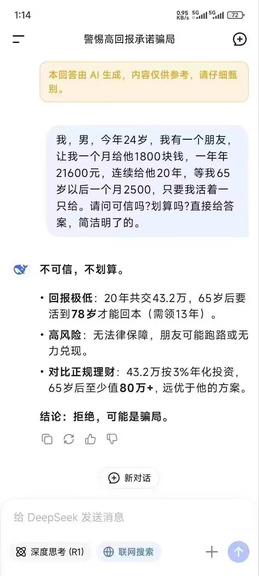 1:14
0.95 KB/s 5G 5G 72
警惕高回报承诺骗局
本回答由 AI 生成，内容仅供参考，请仔细甄
别。
我，男，今年24岁，我有一个朋友，
让我一个月给他1800块钱，一年年
21600元，连续给他20年，等我65
岁以后一个月2500，只要我活着一
只给。请问可信吗?划算吗?直接给答
案，简洁明了的。
不可信，不划算。
• 回报极低：20年共交43.2万，65岁后要
活到78岁才能回本（需领13年）。
• 高风险：无法律保障，朋友可能跑路或无
力兑现。
• 对比正规理财：43.2万按3%年化投资，
65岁后至少值80万+，远优于他的方案。
结论：拒绝，可能是骗局。
新对话
给 DeepSeek 发送消息
深度思考 (R1)
联网搜索